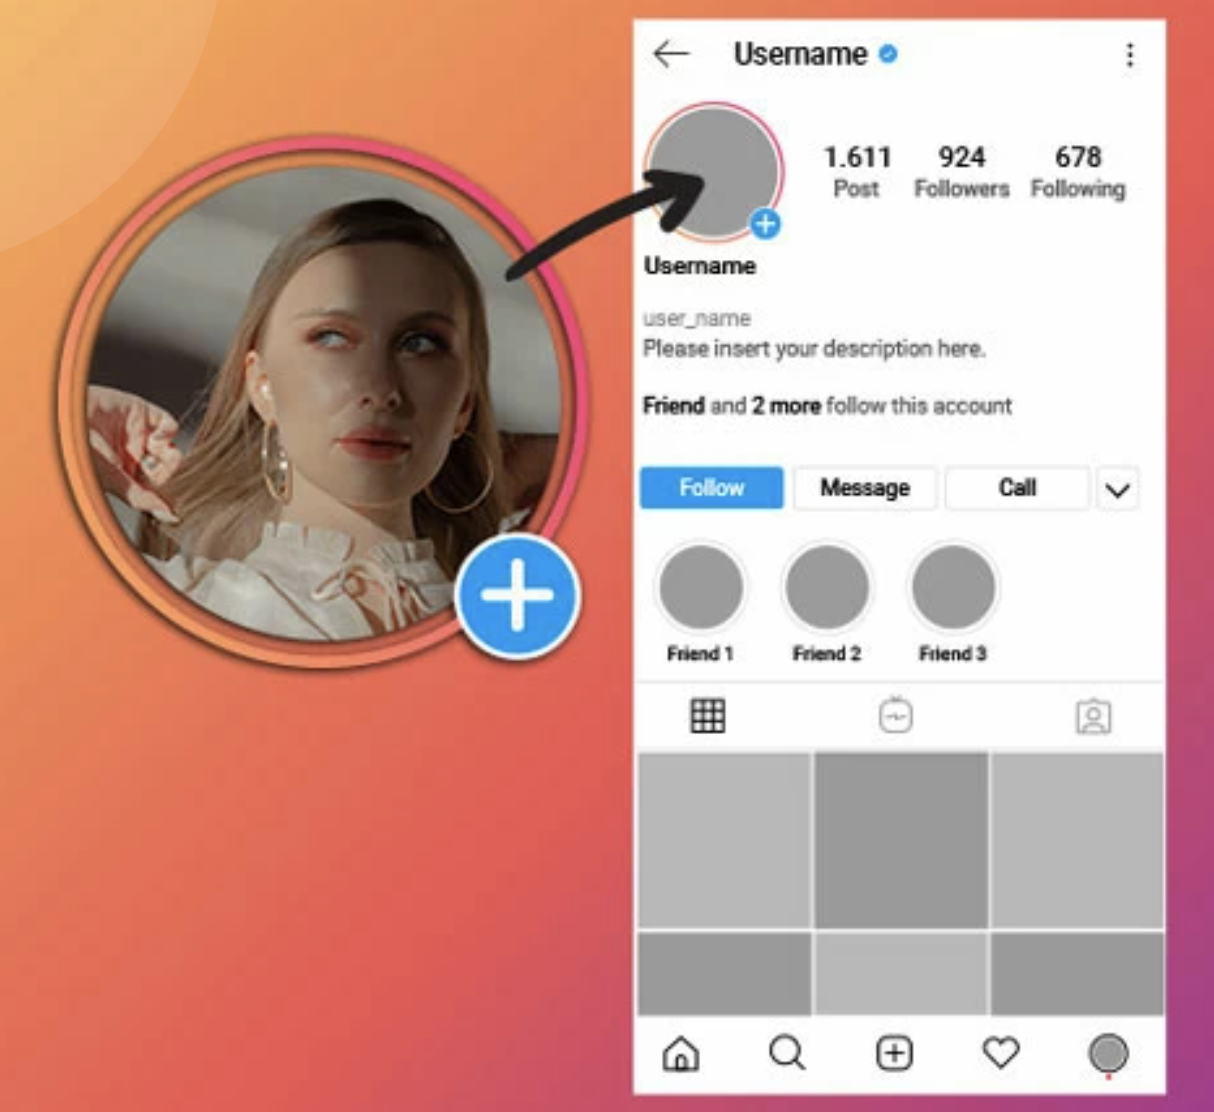 Username
1.611 924 678
Post Followers Following
Username
user_name
Please insert your description here.
Friend and 2 more follow this account
Follow Message Call
Friend 1 Friend 2 Friend 3